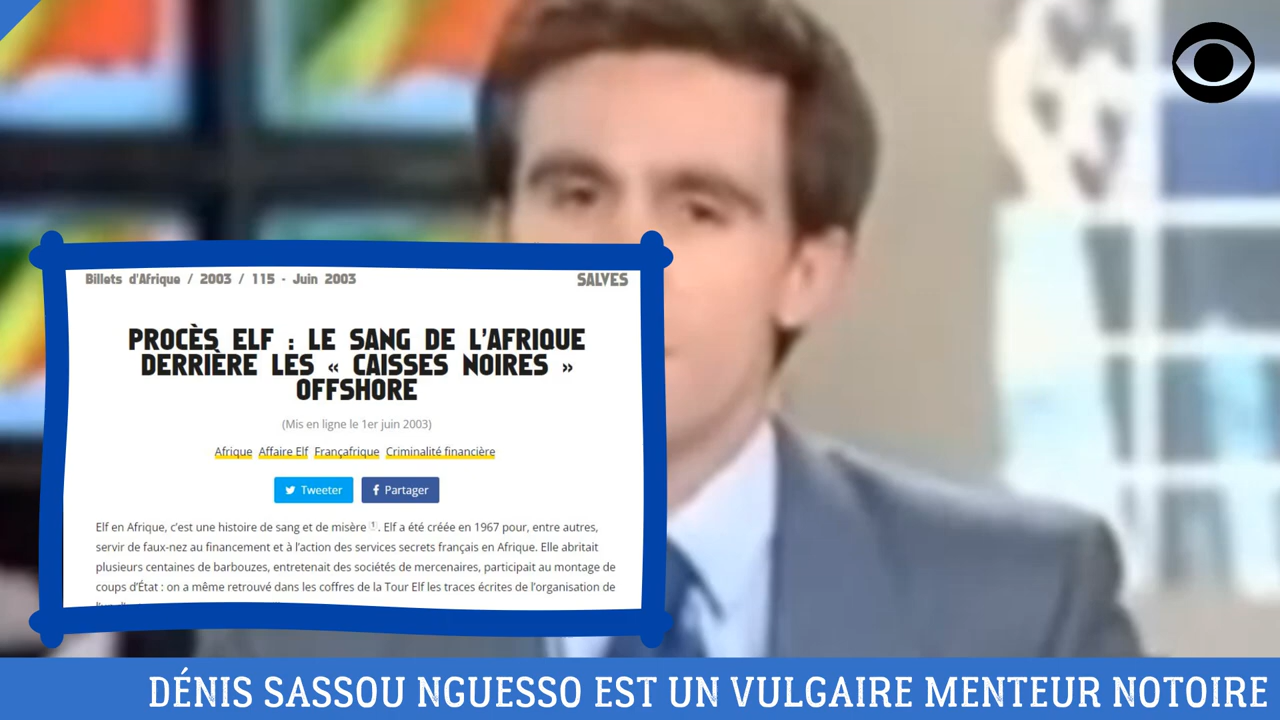 Billets d'Afrique / 2003 / 115 - Juin 2003
SALVES
PROCÈS ELF : LE SANG DE L'AFRIQUE
DERRIÈRE LES « CAISSES NOIRES »
OFFSHORE
(Mis en ligne le 1er juin 2003)
Afrique Affaire Elf Françafrique Criminalité financière
Tweeter
Partager
Elf en Afrique, c'est une histoire de sang et de misère 1. Elf a été créée en 1967 pour, entre autres,
servir de faux-nez au financement et à l'action des services secrets français en Afrique. Elle abritait
plusieurs centaines de barbouzes, entretenait des sociétés de mercenaires, participait au montage de
coups d'État : on a même retrouvé dans les coffres de la Tour Elf les traces écrites de l'organisation de
DÉNIS SASSOU NGUESSO EST UN VULGAIRE MENTEUR NOTOIRE